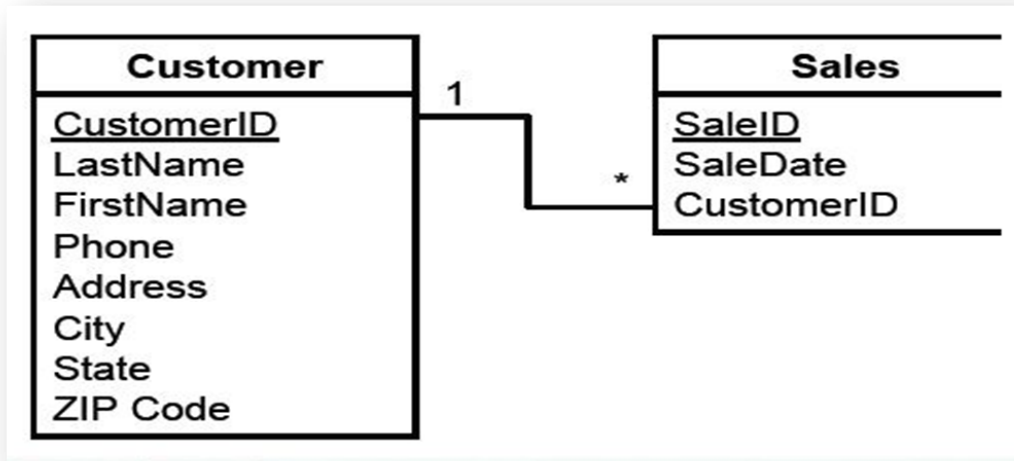 Customer
CustomerID
LastName
FirstName
Phone
Address
City
State
ZIP Code
1
*
Sales
SaleID
SaleDate
CustomerID